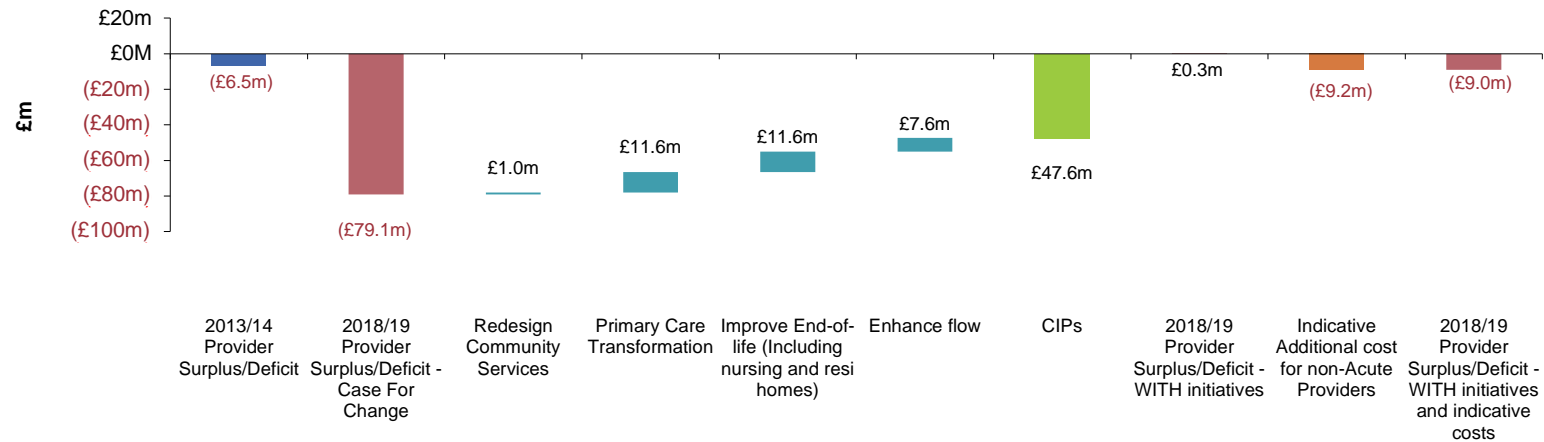 £20m
£0M
(£20m)
(£40m)
(£60m)
(£80m)
(£100m)
£m
(£6.5m)
(£79.1m)
£1.0m
£11.6m
£11.6m
£7.6m
£47.6m
£0.3m
(£9.2m)
(£9.0m)
2013/14
Provider
Surplus/Deficit
2018/19
Provider
Surplus/Deficit -
Case For
Change
Redesign
Community
Services
Primary Care
Transformation
Improve End-of-
life (Including
nursing and resi
homes)
Enhance flow
CIPs
2018/19
Provider
Surplus/Deficit -
WITH initiatives
Indicative
Additional cost
for non-Acute
Providers
2018/19
Provider
Surplus/Deficit -
WITH initiatives
and indicative
costs